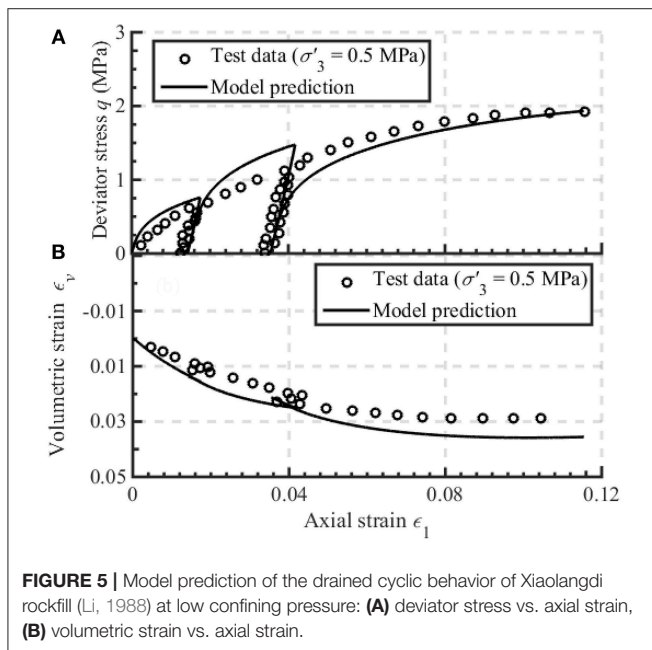 A
3
2
1
0
Deviator stress q (MPa)
Test data (σ′₃ = 0.5 MPa)
Model prediction
B
(b)
-0.01
0.01
0.03
0.05
Volumetric strain ϵᵥ
Test data (σ′₃ = 0.5 MPa)
Model prediction
0 0.04 0.08 0.12
Axial strain ϵ₁
FIGURE 5 | Model prediction of the drained cyclic behavior of Xiaolangdi
rockfill (Li, 1988) at low confining pressure: (A) deviator stress vs. axial strain,
(B) volumetric strain vs. axial strain.